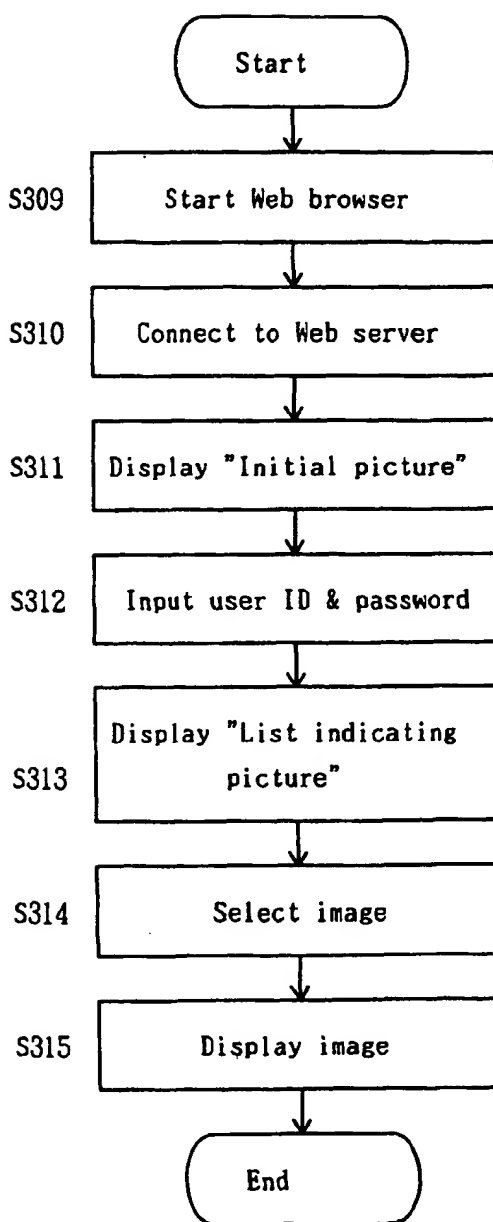 Start
S309 Start Web browser
S310 Connect to Web server
S311 Display "Initial picture"
S312 Input user ID & password
Display "List indicating
S313 picture"
S314 Select image
S315 Display image
End